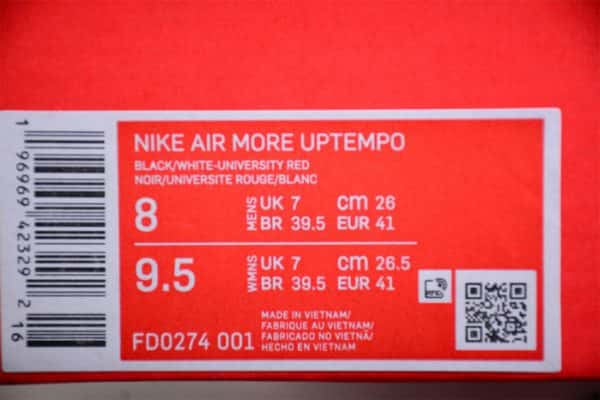 NIKE AIR MORE UPTEMPO
BLACK/WHITE-UNIVERSITY RED
NOIR/UNIVERSITE ROUGE/BLANC
8 MENS UK 7 cm 26
BR 39.5 EUR 41
9.5 WMNS UK 7 cm 26.5
BR 39.5 EUR 41
FD0274 001
MADE IN VIETNAM/
FABRIQUE AU VIETNAM/
FABRICADO NO VIETNÃ/
HECHO EN VIETNAM
1 96969 42329 2 16